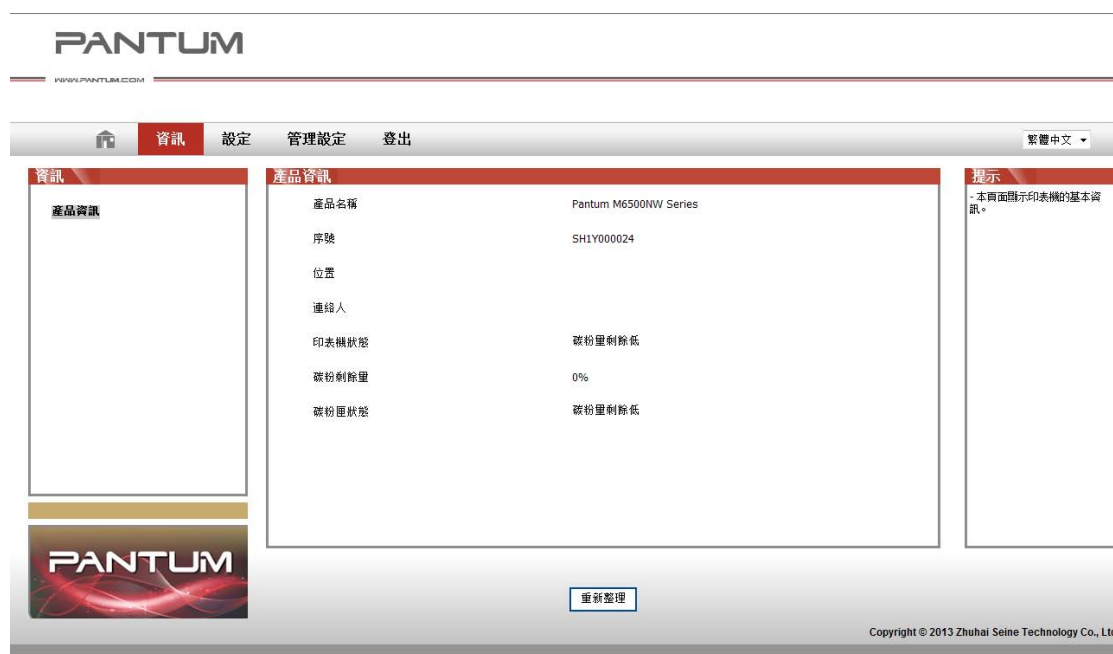 PANTUM
WWW.PANTUM.COM
資訊 設定 管理設定 登出 繁體中文
資訊
產品資訊
產品資訊
產品名稱 Pantum M6500NW Series
序號 SH1Y000024
位置
連絡人
印表機狀態 碳粉量剩餘低
碳粉剩餘量 0%
碳粉匣狀態 碳粉量剩餘低
提示
- 本頁面顯示印表機的基本資
訊。
PANTUM
重新整理
Copyright © 2013 Zhuhai Seine Technology Co., Lt